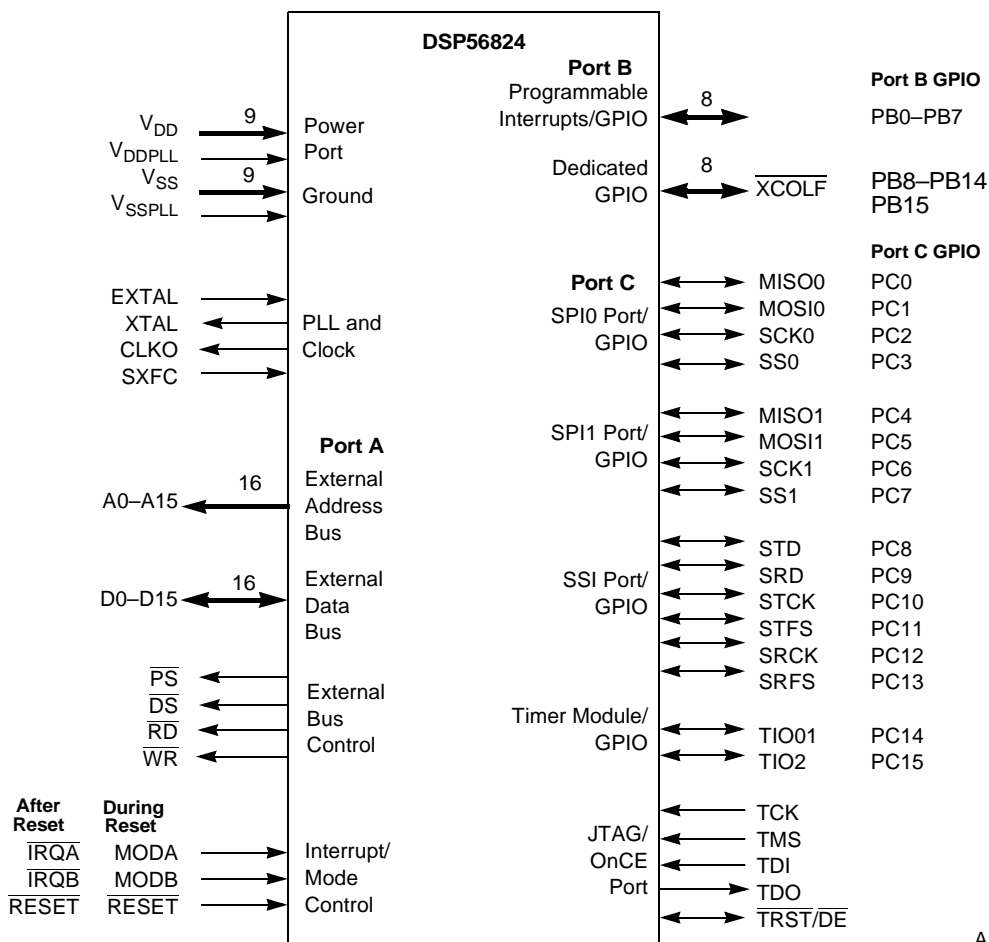 DSP56824
Port B
Programmable
Interrupts/GPIO
8
Port B GPIO
PB0–PB7
Dedicated
GPIO
8
XCOLF
PB8–PB14
PB15
VDD
9
VDDPLL
Power
Port
VSS
9
VSSPLL
Ground
EXTAL
XTAL
CLKO
SXFC
PLL and
Clock
Port A
A0–A15
16
External
Address
Bus
D0–D15
16
External
Data
Bus
PS
DS
RD
WR
External
Bus
Control
After
Reset
During
Reset
IRQA MODA
IRQB MODB
RESET RESET
Interrupt/
Mode
Control
Port C GPIO
Port C
SPI0 Port/
GPIO
MISO0 PC0
MOSI0 PC1
SCK0 PC2
SS0 PC3
SPI1 Port/
GPIO
MISO1 PC4
MOSI1 PC5
SCK1 PC6
SS1 PC7
SSI Port/
GPIO
STD PC8
SRD PC9
STCK PC10
STFS PC11
SRCK PC12
SRFS PC13
Timer Module/
GPIO
TIO01 PC14
TIO2 PC15
JTAG/
OnCE
Port
TCK
TMS
TDI
TDO
TRST/DE
A